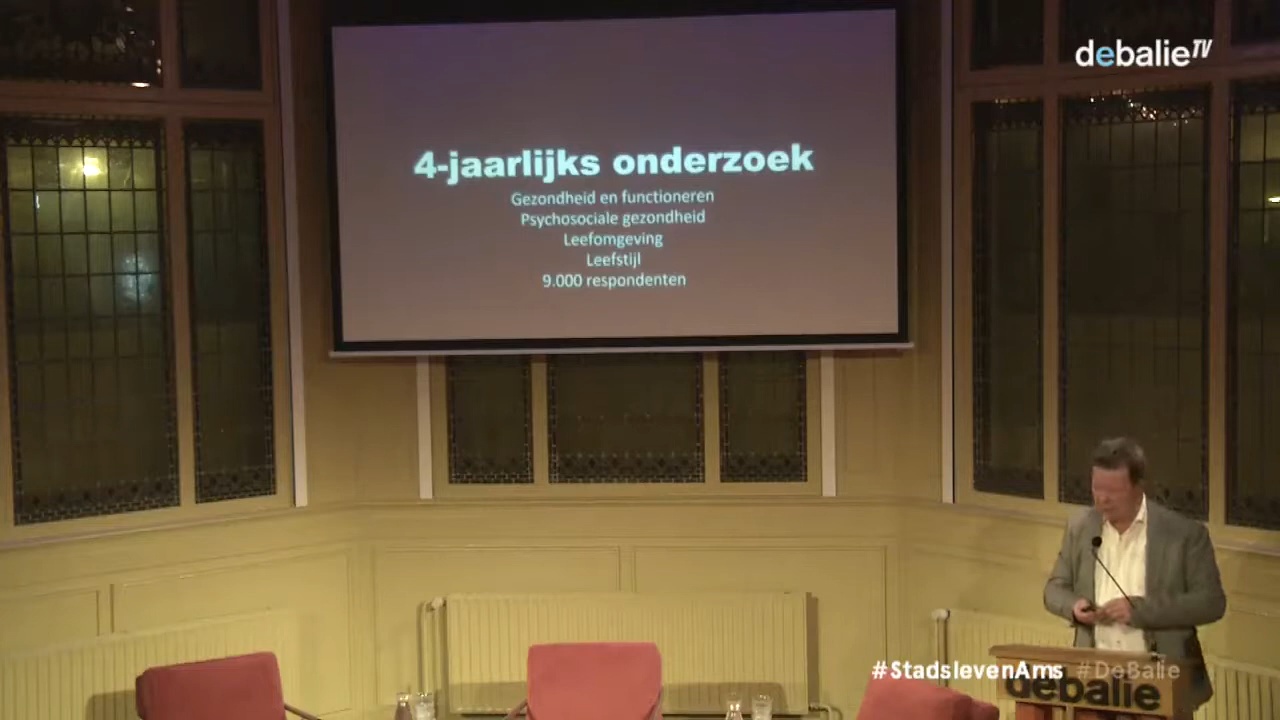 debalieTV
4-jaarlijks onderzoek
Gezondheid en functioneren
Psychosociale gezondheid
Leefomgeving
Leefstijl
9.000 respondenten
#StadslevenAms #DeBalie
debalie